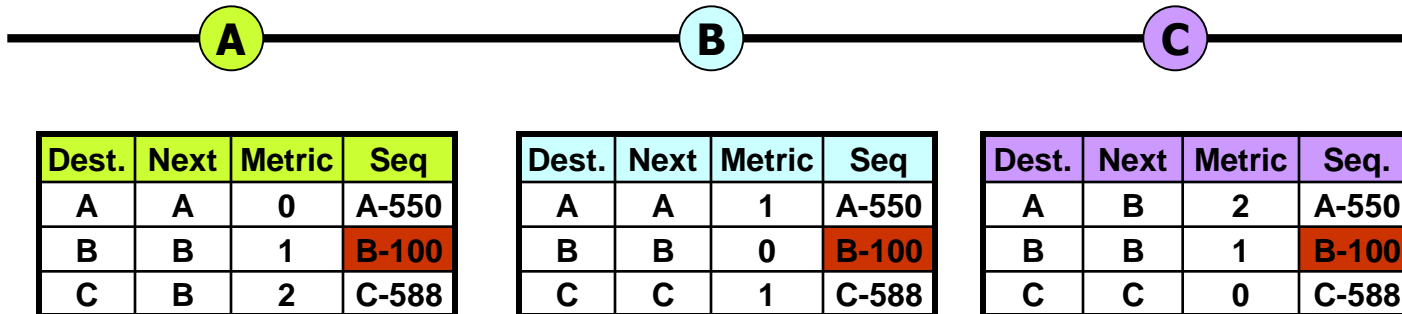 A B C
Dest. Next Metric Seq Dest. Next Metric Seq Dest. Next Metric Seq.
A A 0 A-550 A A 1 A-550 A B 2 A-550
B B 1 B-100 B B 0 B-100 B B 1 B-100
C B 2 C-588 C C 1 C-588 C C 0 C-588